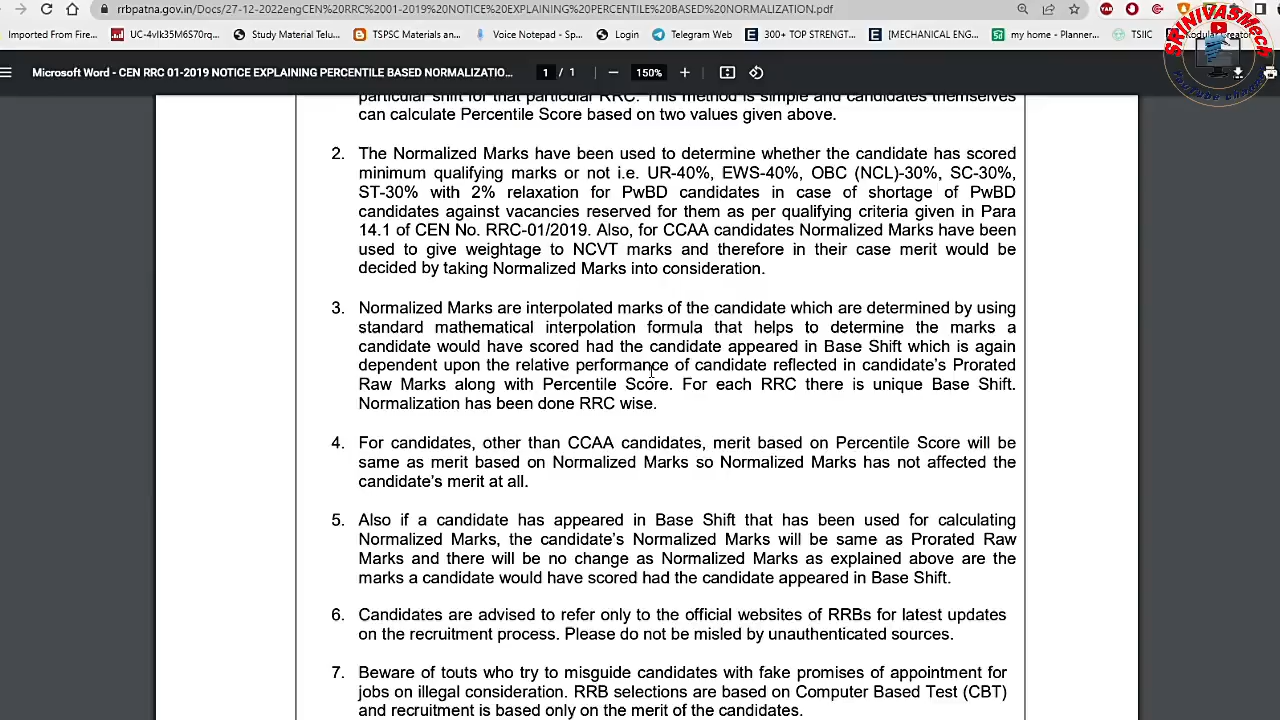 rrbpatna.gov.in/Docs/27-12-2022engCEN%20RRC%2001-2019%20NOTICE%20EXPLAINING%20PERCENTILE%20BASED%20NORMALIZATION.pdf
Imported From Fire... UC-4vlk35M6S70rq... Study Material Telu... TSPSC Materials an... Voice Notepad - Sp... Login Telegram Web 300+ TOP STRENGT... [MECHANICAL ENG... my home - Planner... TSIIC
SRINIVASMech
YouTube Channel
Microsoft Word - CEN RRC 01-2019 NOTICE EXPLAINING PERCENTILE BASED NORMALIZATIO... 1 / 1 150%
particular shift for that particular RRC. This method is simple and candidates themselves
can calculate Percentile Score based on two values given above.
2. The Normalized Marks have been used to determine whether the candidate has scored
minimum qualifying marks or not i.e. UR-40%, EWS-40%, OBC (NCL)-30%, SC-30%,
ST-30% with 2% relaxation for PwBD candidates in case of shortage of PwBD
candidates against vacancies reserved for them as per qualifying criteria given in Para
14.1 of CEN No. RRC-01/2019. Also, for CCAA candidates Normalized Marks have been
used to give weightage to NCVT marks and therefore in their case merit would be
decided by taking Normalized Marks into consideration.
3. Normalized Marks are interpolated marks of the candidate which are determined by using
standard mathematical interpolation formula that helps to determine the marks a
candidate would have scored had the candidate appeared in Base Shift which is again
dependent upon the relative performance of candidate reflected in candidate's Prorated
Raw Marks along with Percentile Score. For each RRC there is unique Base Shift.
Normalization has been done RRC wise.
4. For candidates, other than CCAA candidates, merit based on Percentile Score will be
same as merit based on Normalized Marks so Normalized Marks has not affected the
candidate's merit at all.
5. Also if a candidate has appeared in Base Shift that has been used for calculating
Normalized Marks, the candidate's Normalized Marks will be same as Prorated Raw
Marks and there will be no change as Normalized Marks as explained above are the
marks a candidate would have scored had the candidate appeared in Base Shift.
6. Candidates are advised to refer only to the official websites of RRBs for latest updates
on the recruitment process. Please do not be misled by unauthenticated sources.
7. Beware of touts who try to misguide candidates with fake promises of appointment for
jobs on illegal consideration. RRB selections are based on Computer Based Test (CBT)
and recruitment is based only on the merit of the candidates.